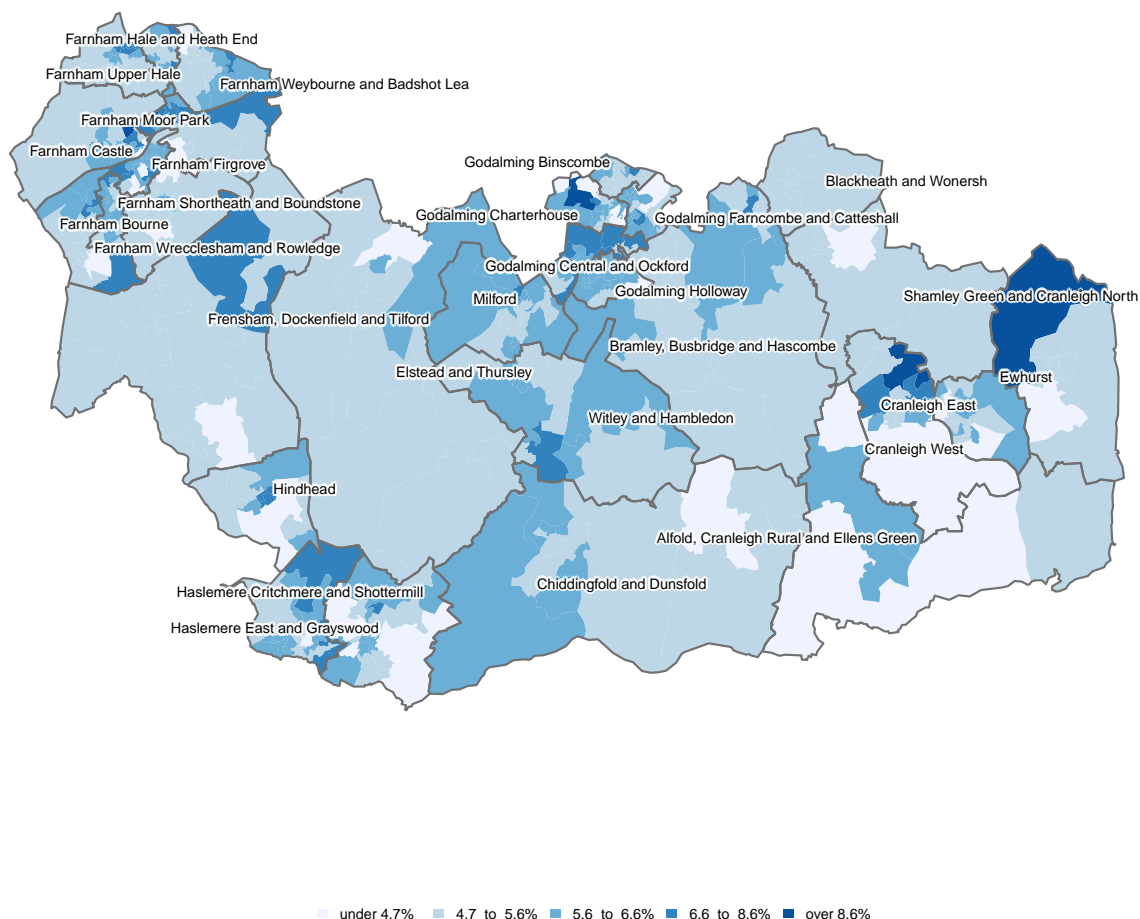 Farnham Hale and Heath End
Farnham Upper Hale
Farnham Weybourne and Badshot Lea
Farnham Moor Park
Farnham Castle
Farnham Firgrove
Godalming Binscombe
Blackheath and Wonersh
Farnham Shortheath and Boundstone
Godalming Charterhouse
Godalming Farncombe and Catteshall
Farnham Bourne
Farnham Wrecclesham and Rowledge
Godalming Central and Ockford
Godalming Holloway
Milford
Shamley Green and Cranleigh North
Frensham, Dockenfield and Tilford
Bramley, Busbridge and Hascombe
Elstead and Thursley
Ewhurst
Cranleigh East
Witley and Hambledon
Cranleigh West
Hindhead
Alfold, Cranleigh Rural and Ellens Green
Chiddingfold and Dunsfold
Haslemere Critchmere and Shottermill
Haslemere East and Grayswood
under 4.7% 4.7 to 5.6% 5.6 to 6.6% 6.6 to 8.6% over 8.6%